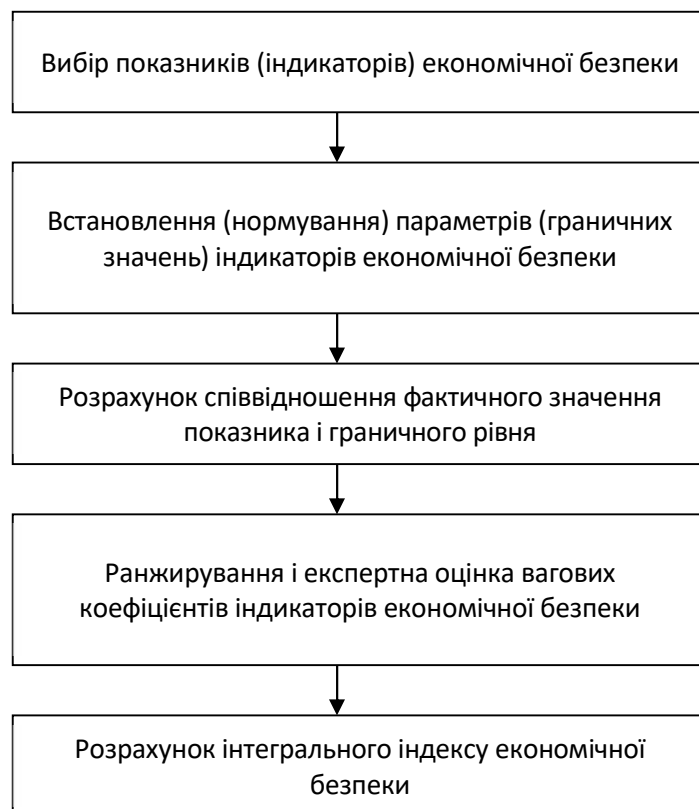 Вибір показників (індикаторів) економічної безпеки
Встановлення (нормування) параметрів (граничних
значень) індикаторів економічної безпеки
Розрахунок співвідношення фактичного значення
показника і граничного рівня
Ранжирування і експертна оцінка вагових
коефіцієнтів індикаторів економічної безпеки
Розрахунок інтегрального індексу економічної
безпеки